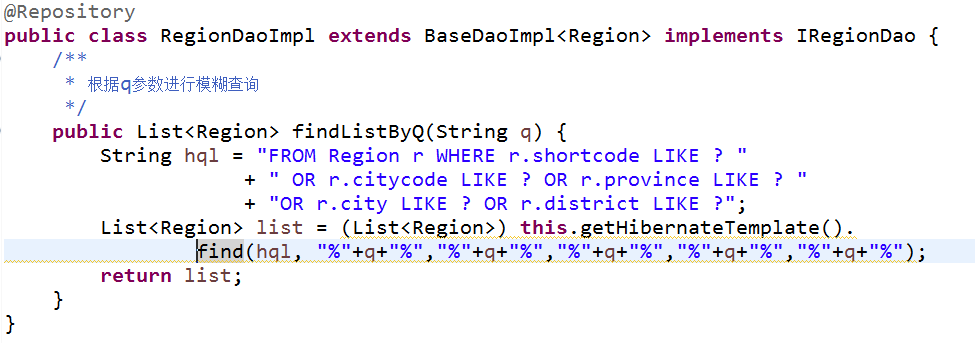 @Repository
public class RegionDaoImpl extends BaseDaoImpl<Region> implements IRegionDao {
    /**
     * 根据q参数进行模糊查询
     */
    public List<Region> findListByQ(String q) {
        String hql = "FROM Region r WHERE r.shortcode LIKE ? "
                    + " OR r.citycode LIKE ? OR r.province LIKE ? "
                    + "OR r.city LIKE ? OR r.district LIKE ?";
        List<Region> list = (List<Region>) this.getHibernateTemplate().
                find(hql, "%"+q+"%","%"+q+"%","%"+q+"%","%"+q+"%","%"+q+"%");
        return list;
    }
}